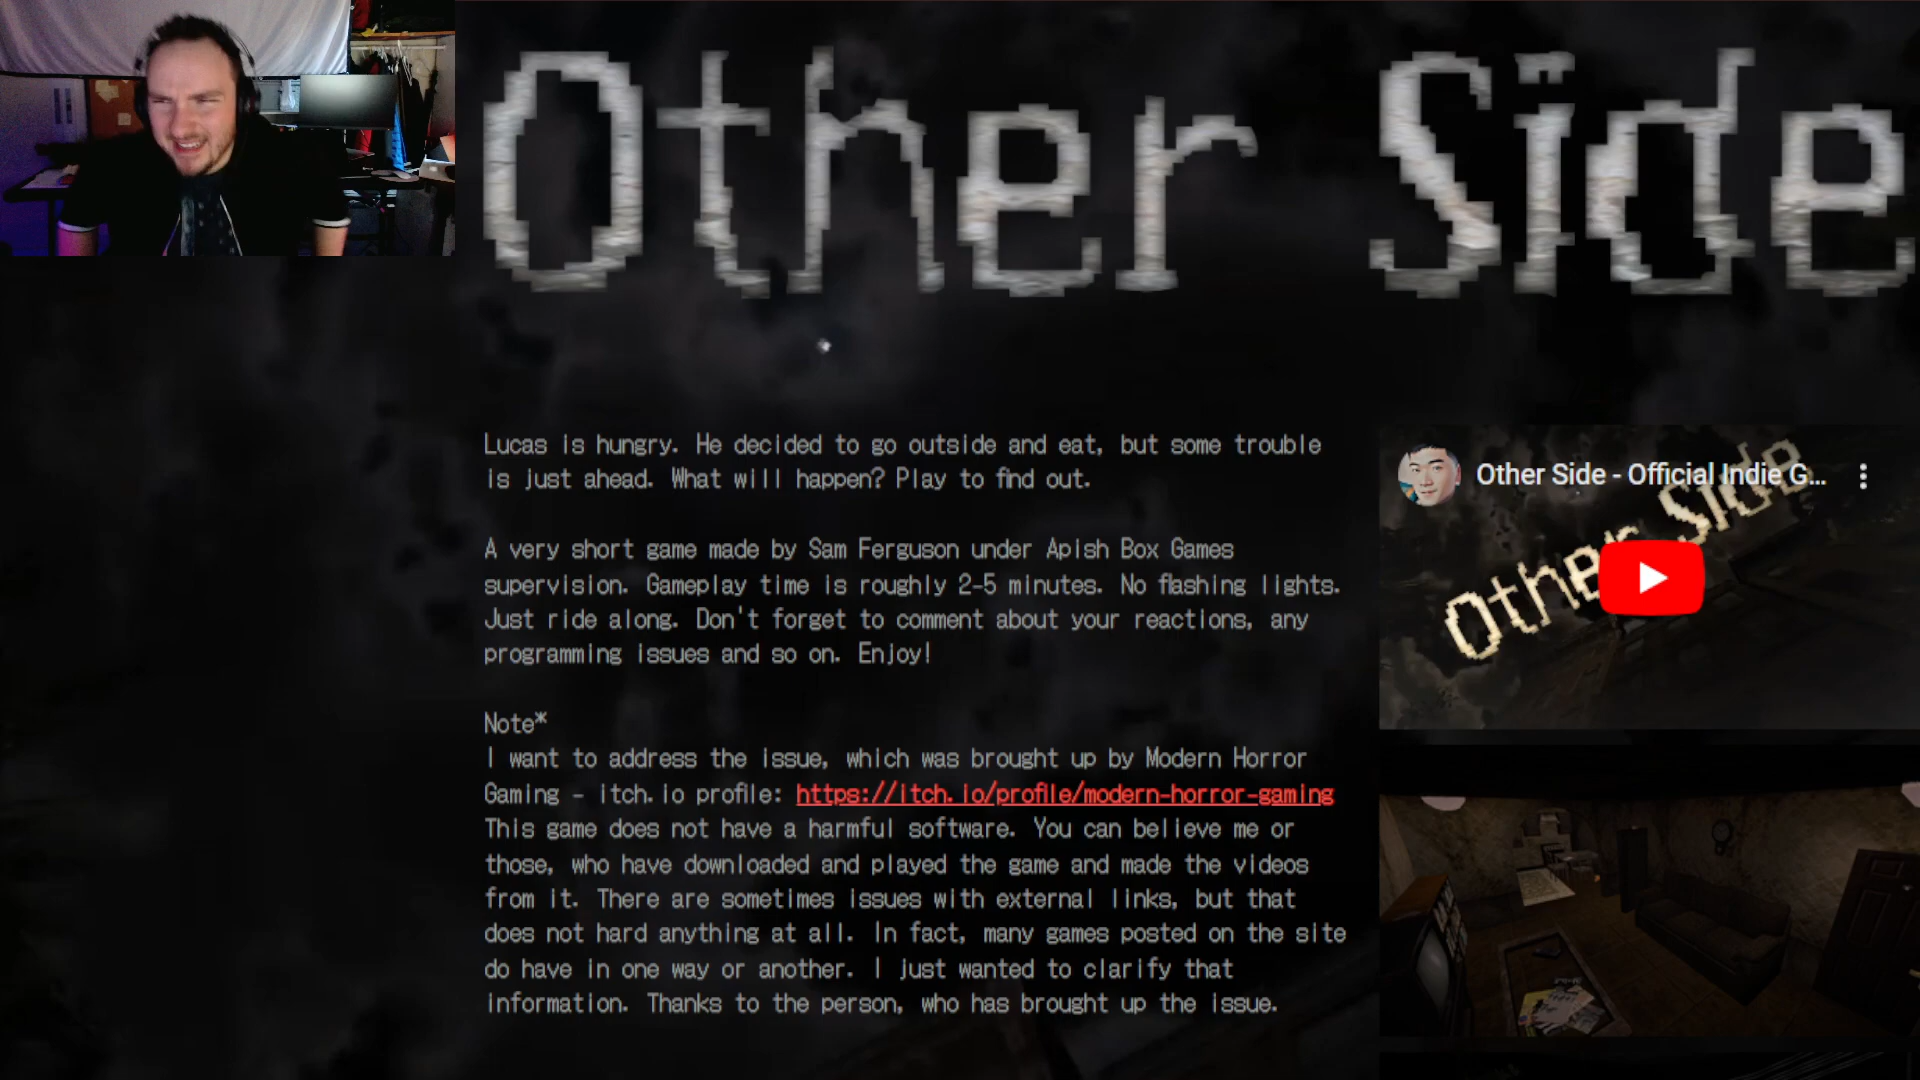 Other Side
Lucas is hungry. He decided to go outside and eat, but some trouble
is just ahead. What will happen? Play to find out.
A very short game made by Sam Ferguson under Apish Box Games
supervision. Gameplay time is roughly 2-5 minutes. No flashing lights.
Just ride along. Don't forget to comment about your reactions, any
programming issues and so on. Enjoy!
Note*
I want to address the issue, which was brought up by Modern Horror
Gaming - itch.io profile: https://itch.io/profile/modern-horror-gaming
This game does not have a harmful software. You can believe me or
those, who have downloaded and played the game and made the videos
from it. There are sometimes issues with external links, but that
does not hard anything at all. In fact, many games posted on the site
do have in one way or another. I just wanted to clarify that
information. Thanks to the person, who has brought up the issue.
Other Side - Official Indie G...
Other Side